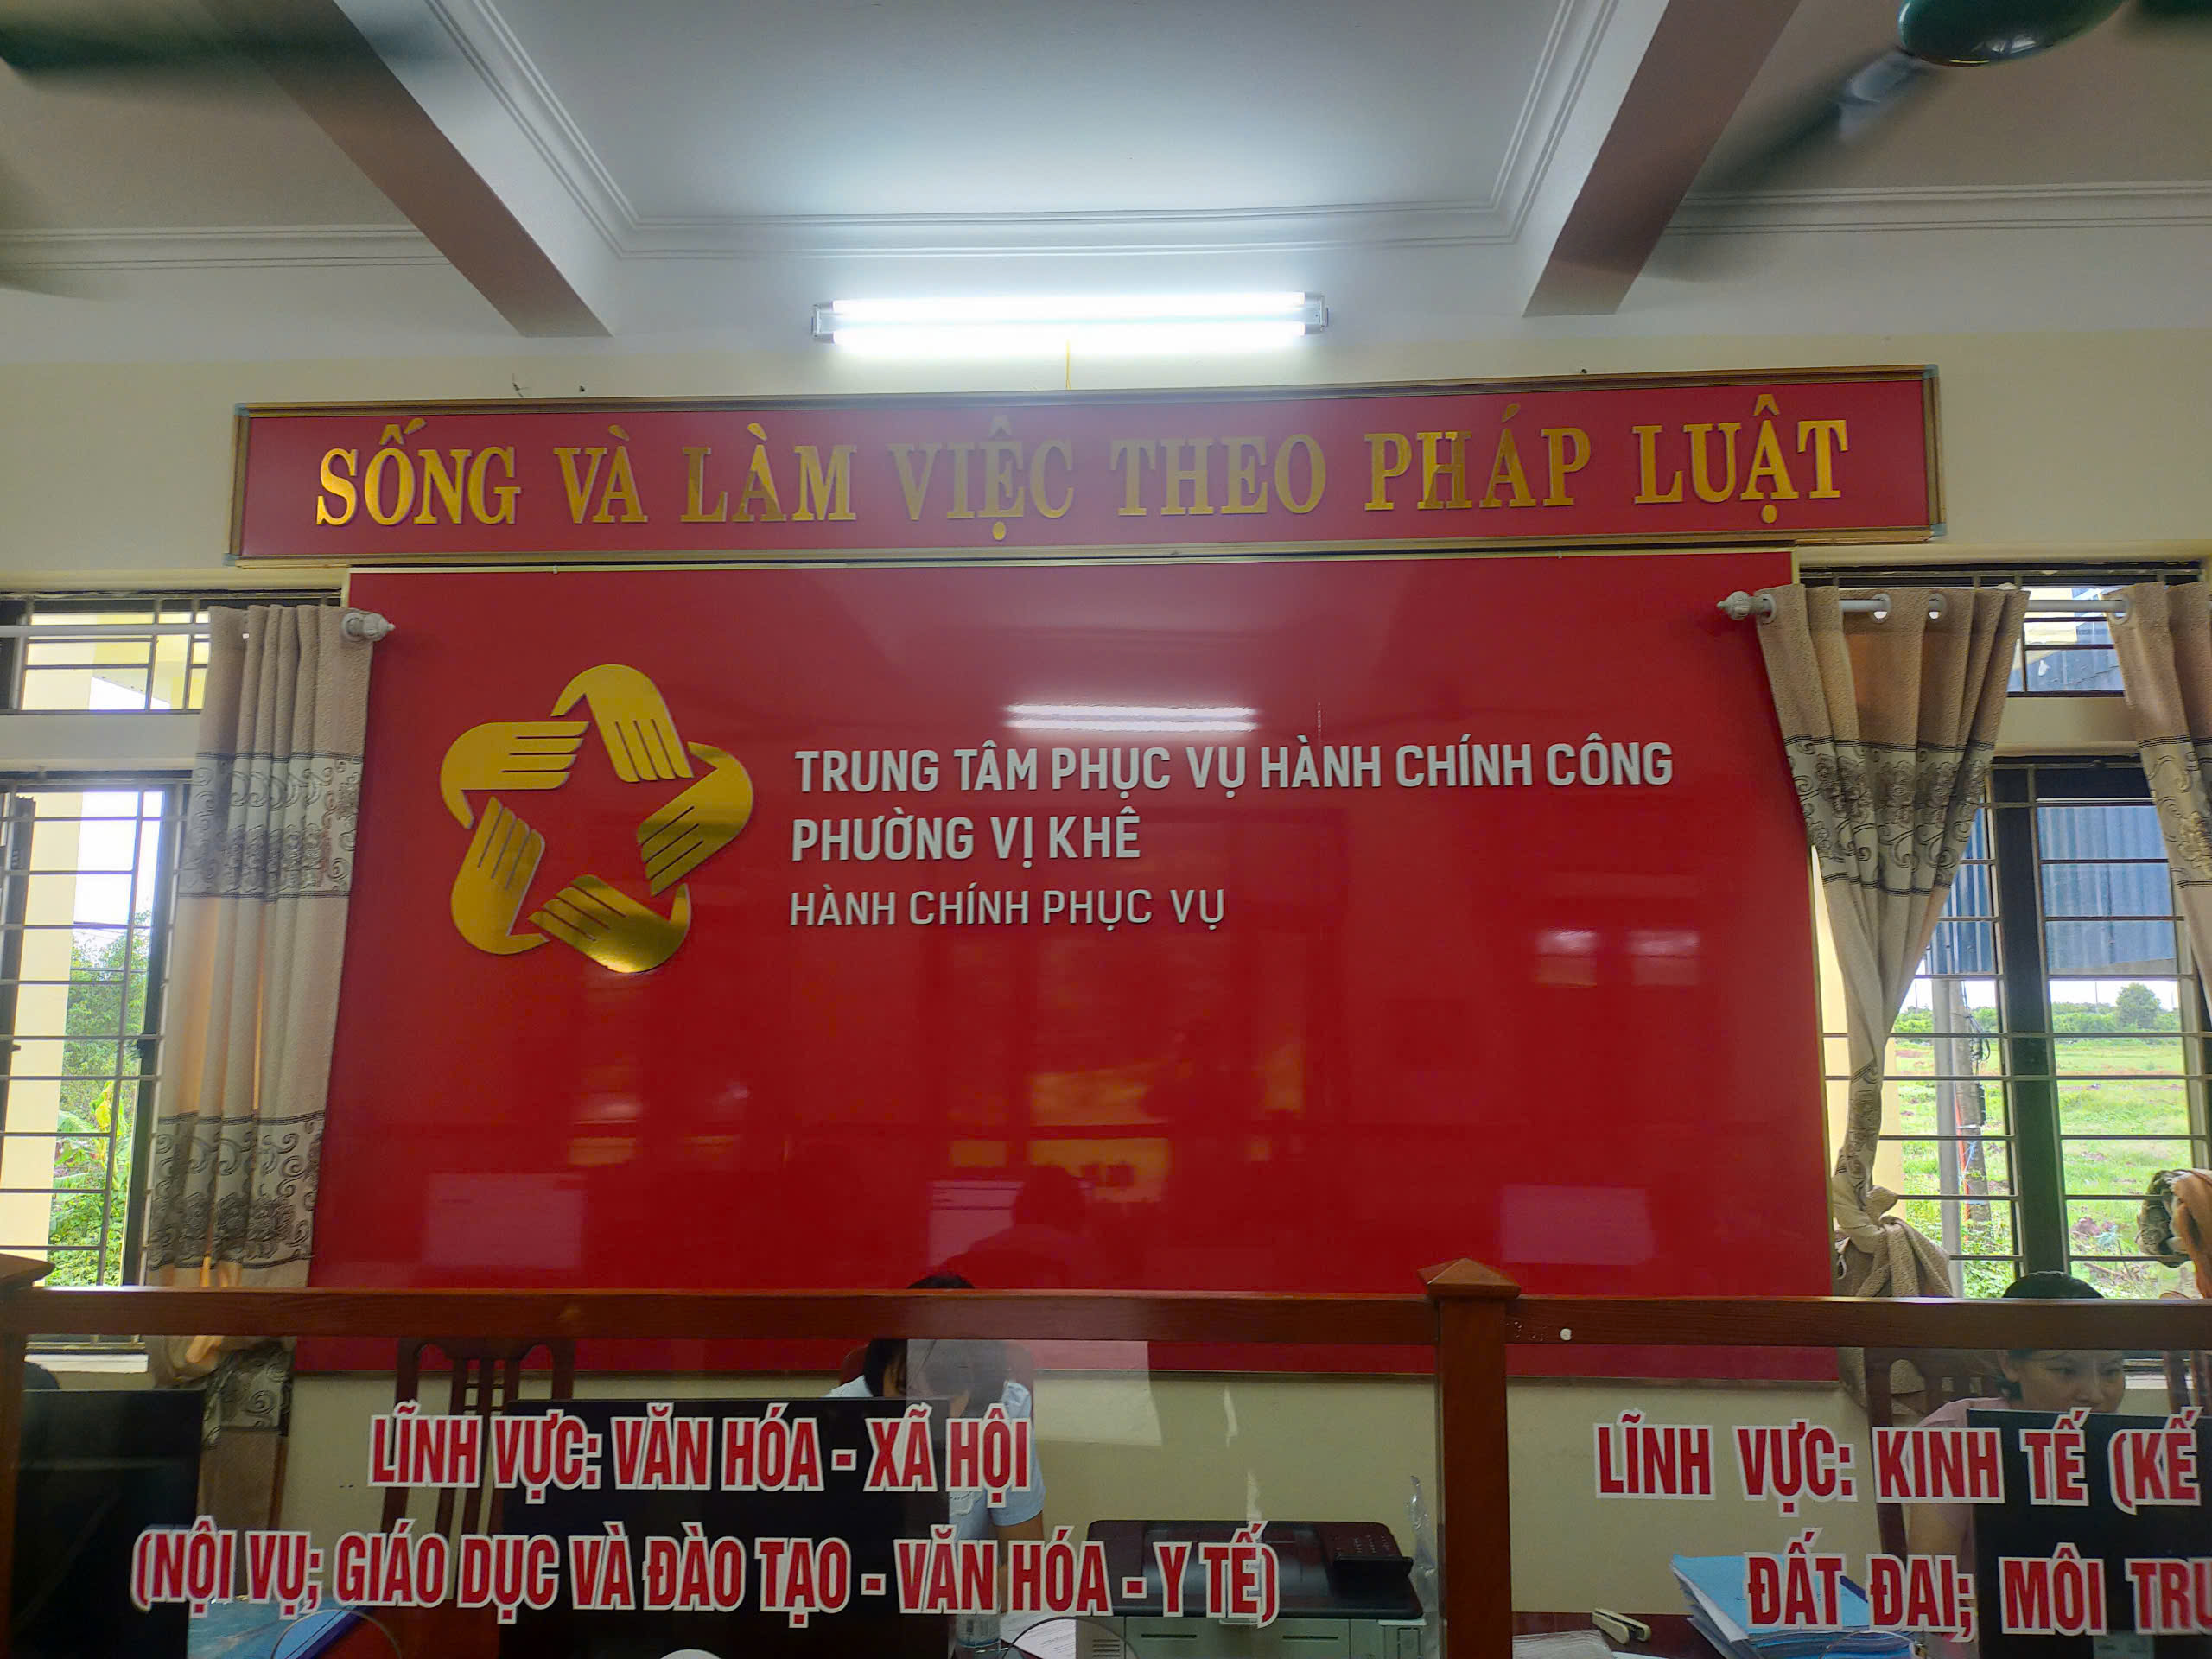 SỐNG VÀ LÀM VIỆC THEO PHÁP LUẬT
TRUNG TÂM PHỤC VỤ HÀNH CHÍNH CÔNG
PHƯỜNG VỊ KHÊ
HÀNH CHÍNH PHỤC VỤ
LĨNH VỰC: VĂN HÓA - XÃ HỘI
(NỘI VỤ; GIÁO DỤC VÀ ĐÀO TẠO - VĂN HÓA - Y TẾ)
LĨNH VỰC: KINH TẾ (KẾ
ĐẤT ĐAI; MÔI TRƯ